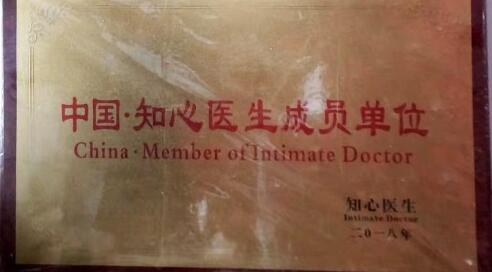 中国·知心医生成员单位
China·Member of Intimate Doctor
知心医生
Intimate Doctor
二〇一八年